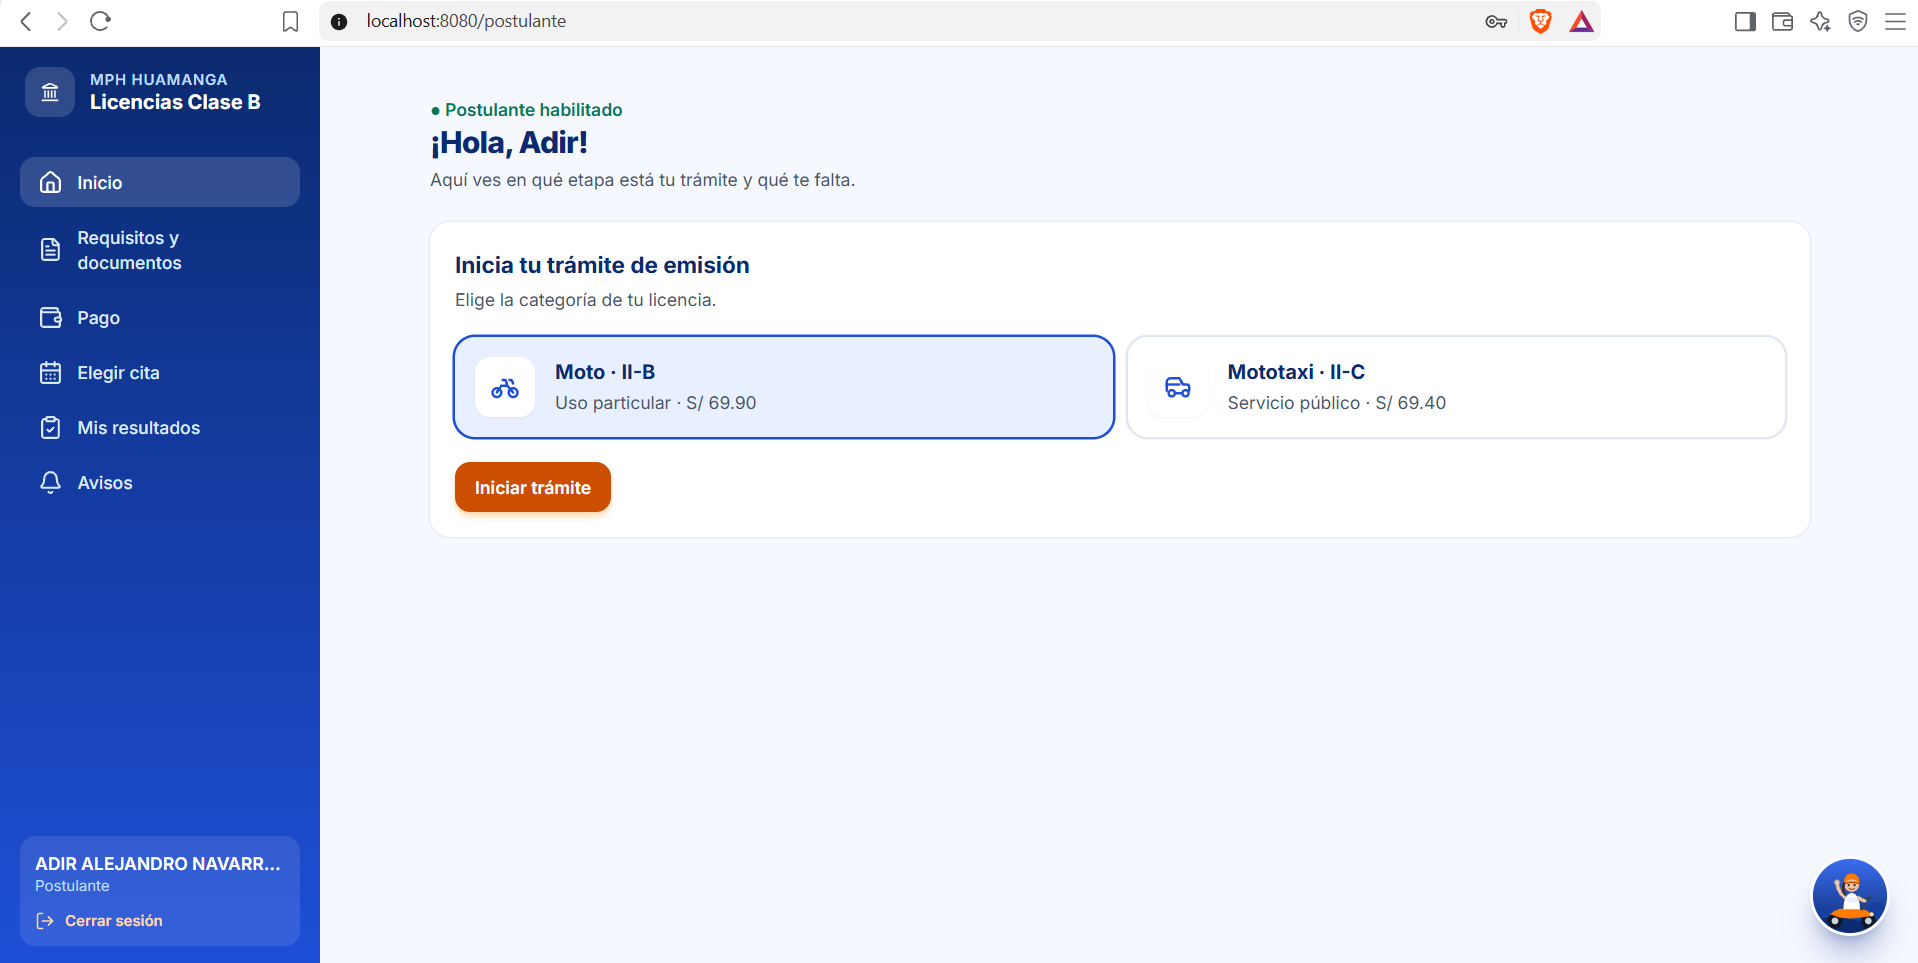 localhost:8080/postulante
MPH HUAMANGA
Licencias Clase B
Inicio
Requisitos y
documentos
Pago
Elegir cita
Mis resultados
Avisos
ADIR ALEJANDRO NAVARR...
Postulante
Cerrar sesión
● Postulante habilitado
¡Hola, Adir!
Aquí ves en qué etapa está tu trámite y qué te falta.
Inicia tu trámite de emisión
Elige la categoría de tu licencia.
Moto · II-B
Uso particular · S/ 69.90
Mototaxi · II-C
Servicio público · S/ 69.40
Iniciar trámite